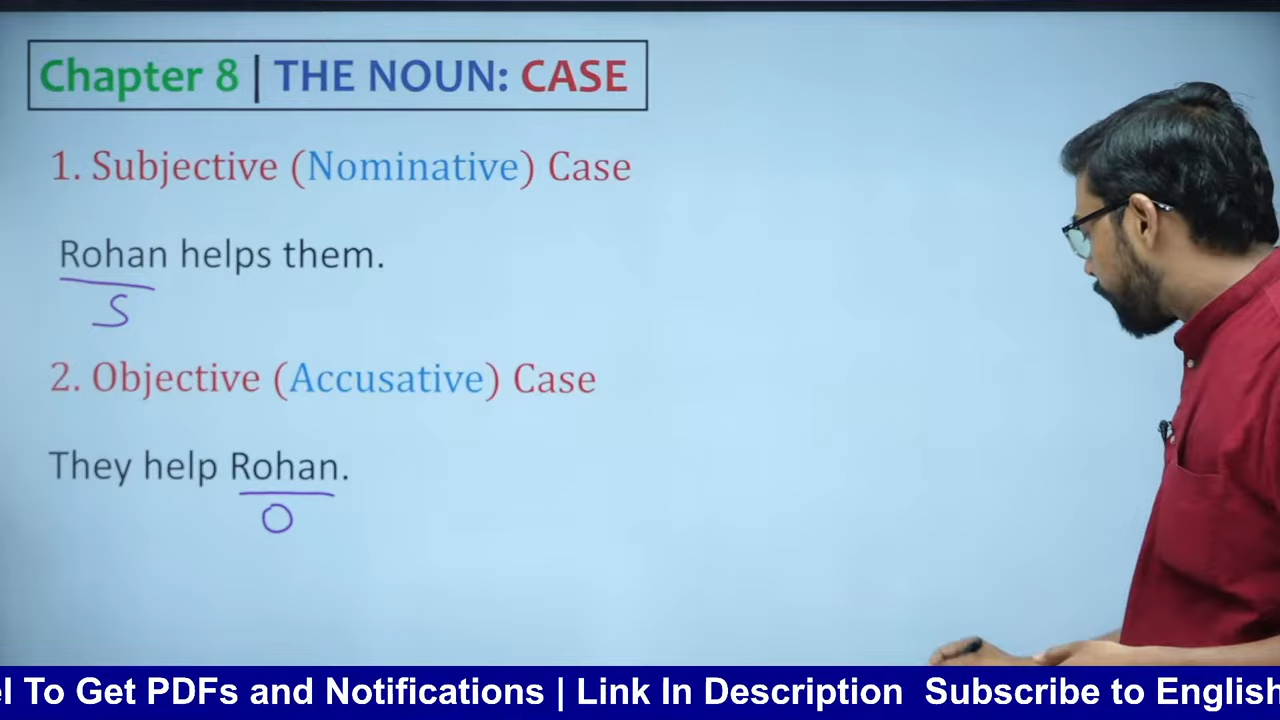 Chapter 8 | THE NOUN: CASE
1. Subjective (Nominative) Case
Rohan helps them.
S
2. Objective (Accusative) Case
They help Rohan.
O
To Get PDFs and Notifications | Link In Description Subscribe to English